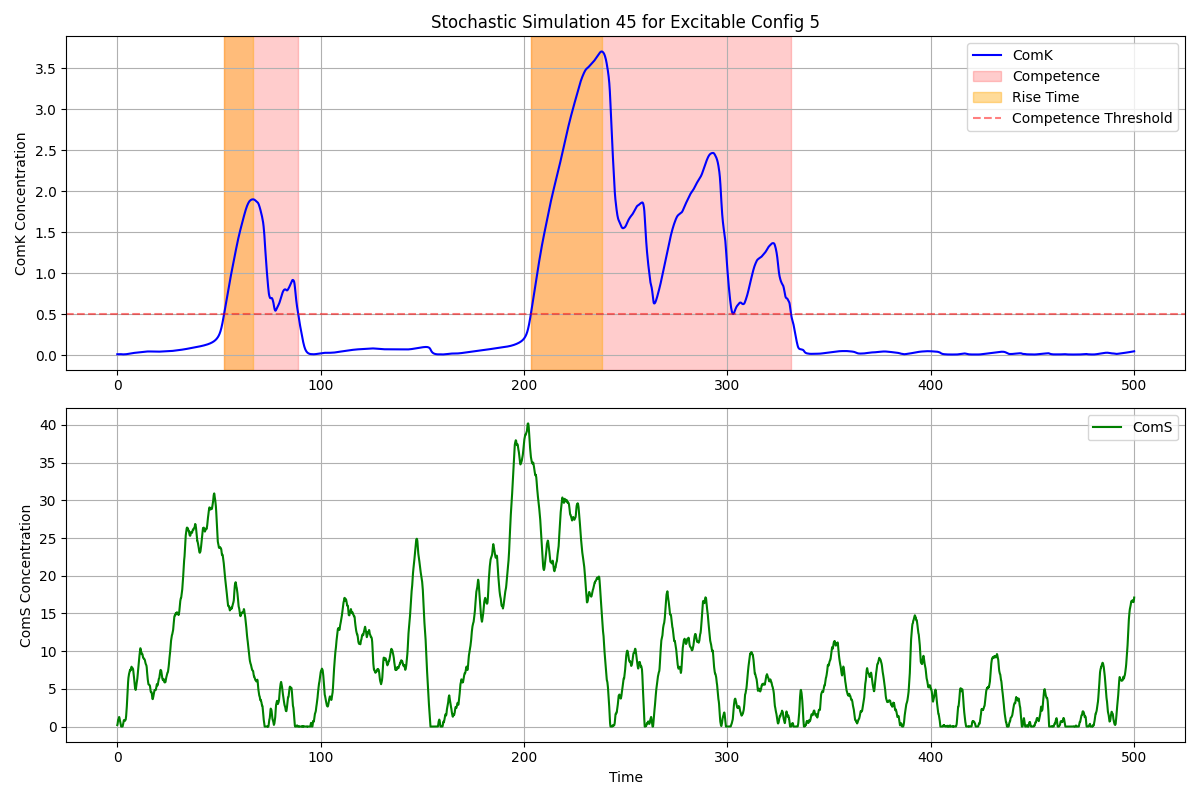 Stochastic Simulation 45 for Excitable Config 5
ComK Concentration
3.5
3.0
2.5
2.0
1.5
1.0
0.5
0.0
ComK
Competence
Rise Time
Competence Threshold
0 100 200 300 400 500
ComS Concentration
40
35
30
25
20
15
10
5
0
ComS
0 100 200 300 400 500
Time